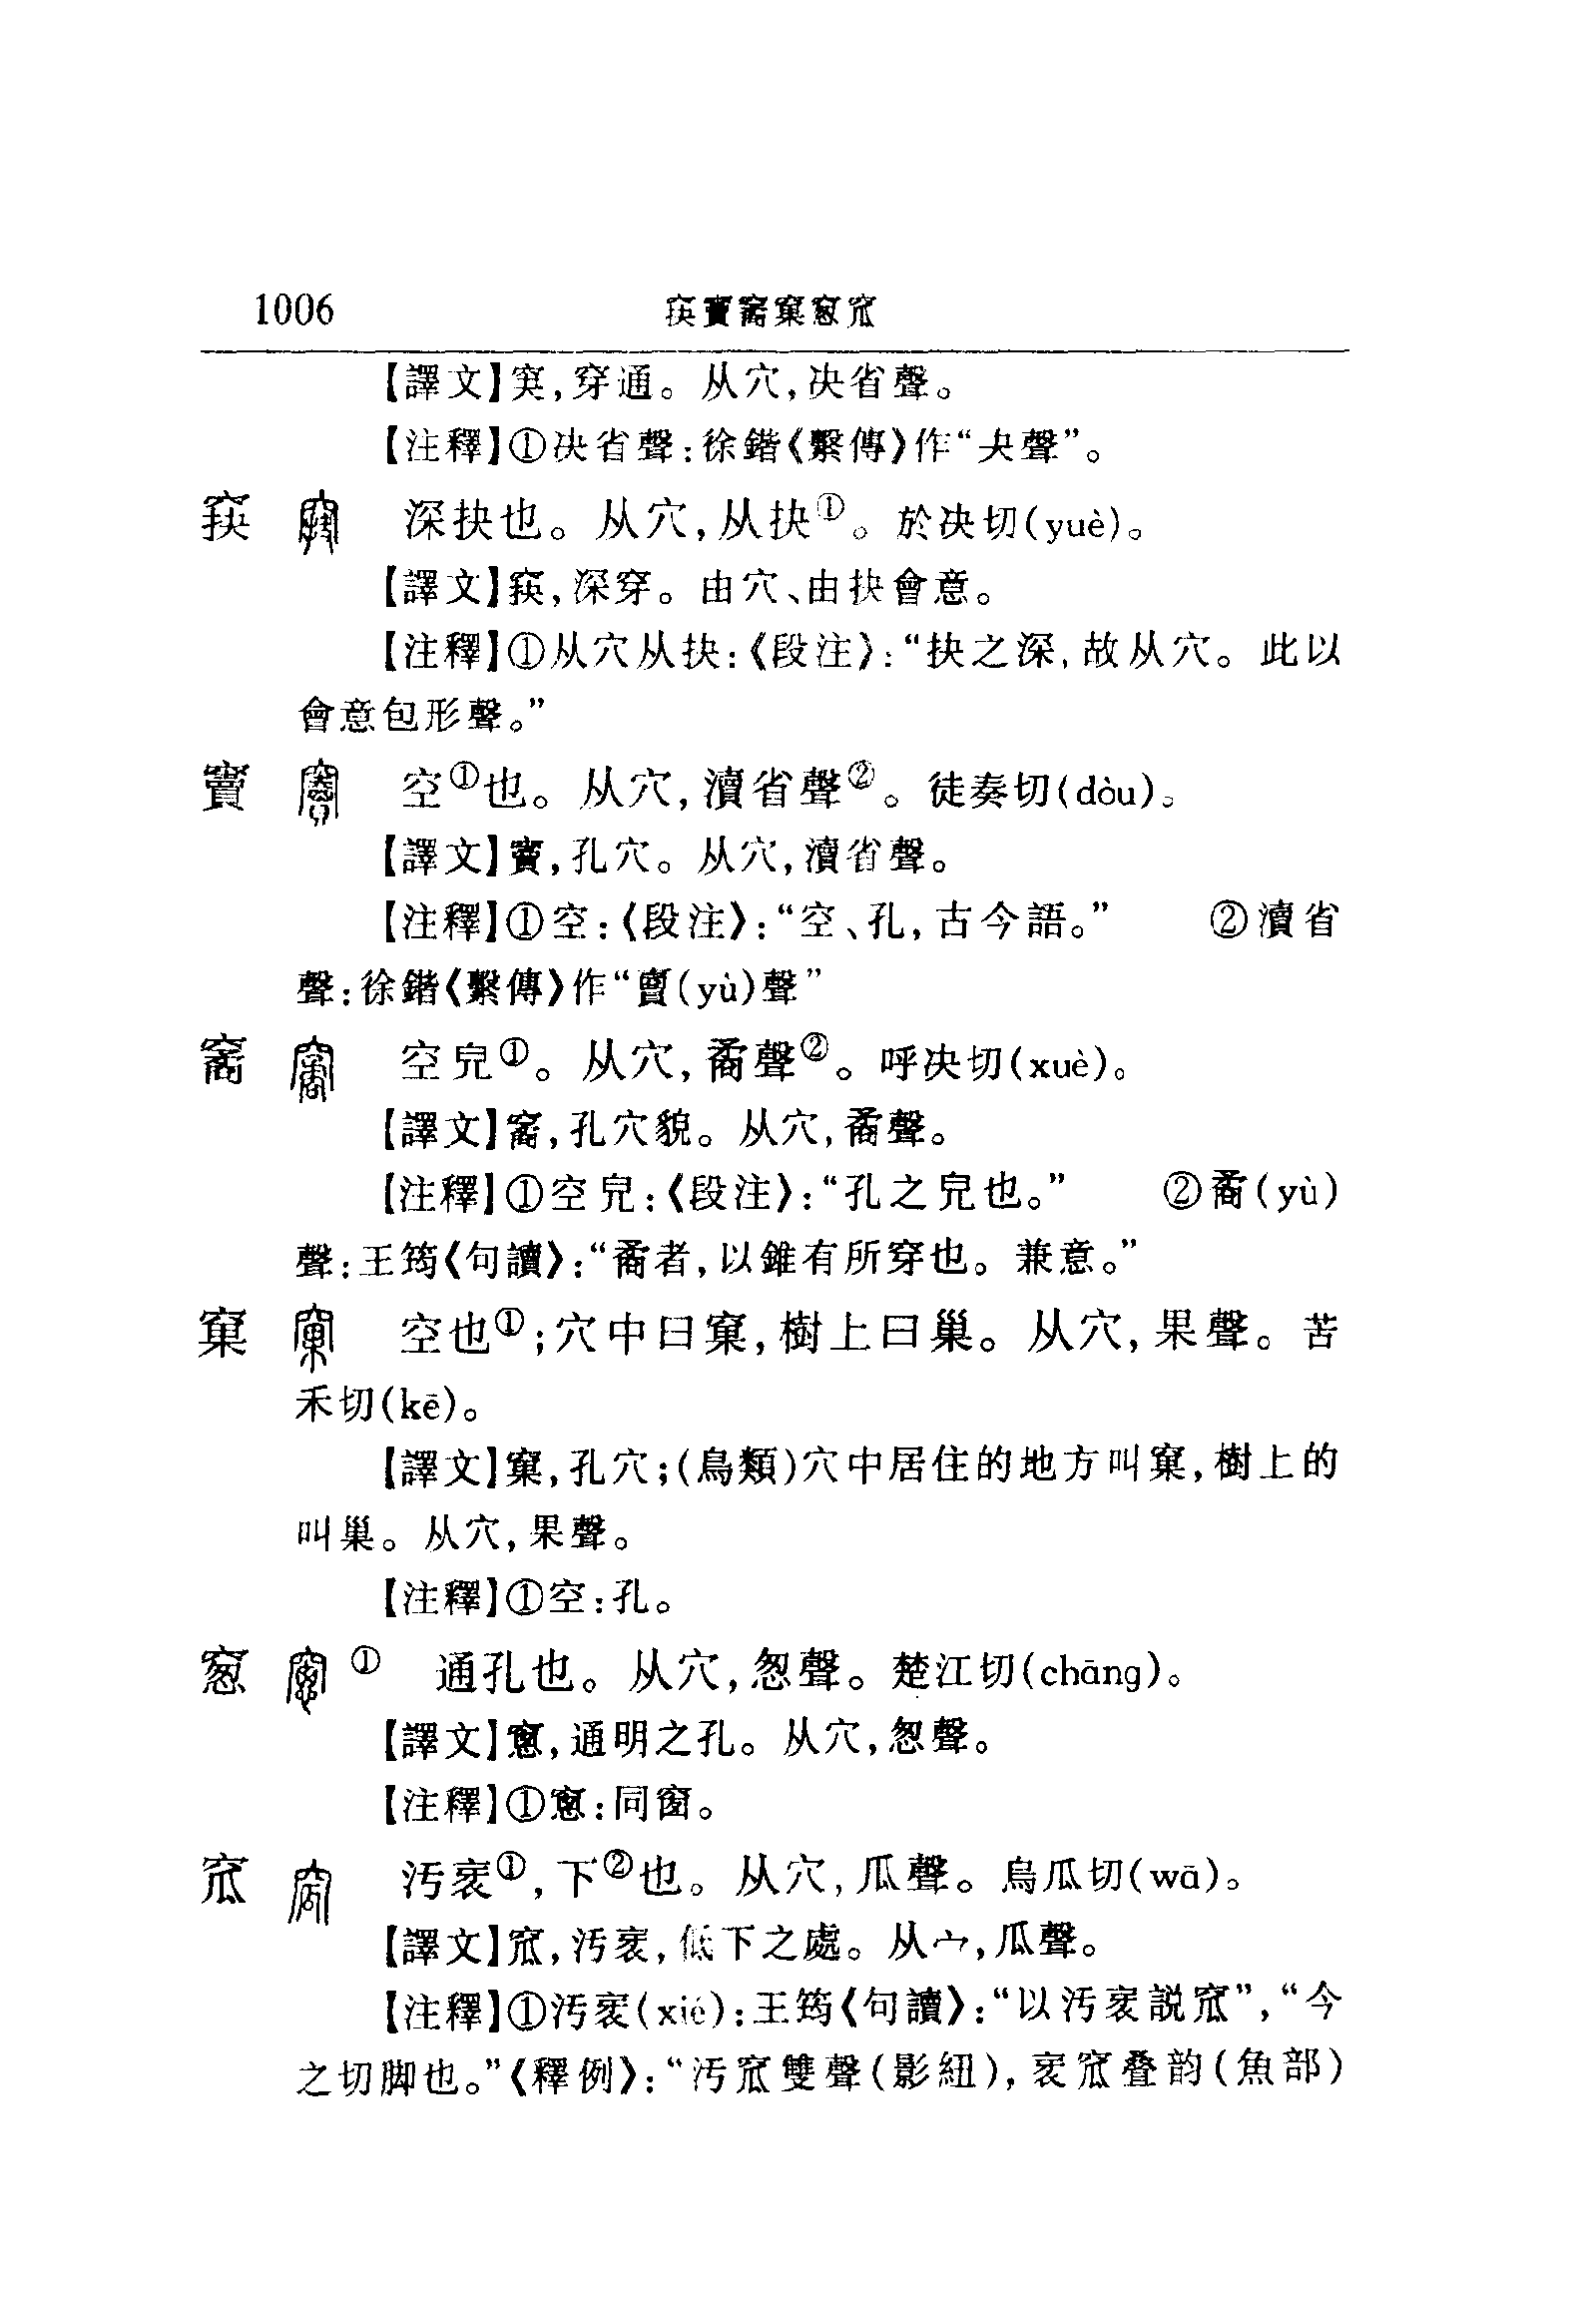 1006 㝮竇䆷窠窻窊
【譯文】突,穿通。从穴,决省聲。
【注釋】①决省聲:徐鍇《繫傳》作“夬聲”。
深抉也。从穴,从抉①。於决切(yuè)。
【譯文】,深穿。由穴、由抉會意。
【注釋】①从穴从抉:《段注》:“抉之深,故从穴。此以
會意包形聲。”
竇 空①也。从穴,瀆省聲②。徒奏切(dòu)。
【譯文】竇,孔穴。从穴,瀆省聲。
【注釋】①空:《段注》:“空、孔,古今語。” ②瀆省
聲:徐鍇《繫傳》作“賣(yù)聲”
䆷 空皃①。从穴,矞聲②。呼决切(xuè)。
【譯文】䆷,孔穴貌。从穴,矞聲。
【注釋】①空皃:《段注》:“孔之皃也。” ②矞(yù)
聲:王筠《句讀》:“矞者,以錐有所穿也。兼意。”
窠 空也①;穴中曰窠,樹上曰巢。从穴,果聲。苦
禾切(kē)。
【譯文】窠,孔穴;(鳥類)穴中居住的地方叫窠,樹上的
叫巢。从穴,果聲。
【注釋】①空:孔。
窻① 通孔也。从穴,怱聲。楚江切(chāng)。
【譯文】窻,通明之孔。从穴,怱聲。
【注釋】①窻:同窗。
窊 污衺①,下②也。从穴,瓜聲。烏瓜切(wā)。
【譯文】窊,污衺,低下之處。从宀,瓜聲。
【注釋】①污衺(xié):王筠《句讀》:“以污衺説窊”,“今
之切脚也。”《釋例》:“污窊雙聲(影紐),衺窊叠韵(魚部)